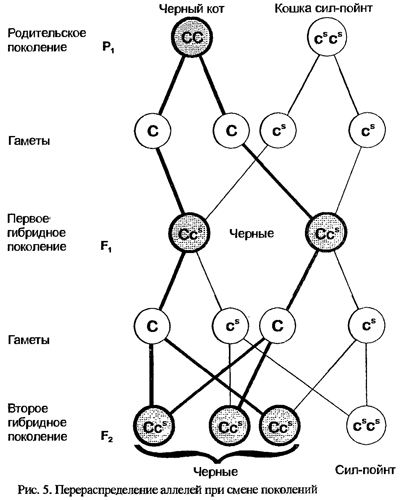 Черный кот Кошка сил-пойнт
Родительское
поколение P₁ CC cˢcˢ
Гаметы C C cˢ cˢ
Первое
гибридное
поколение F₁ Ccˢ Черные Ccˢ
Гаметы C cˢ C cˢ
Второе
гибридное
поколение F₂ Ccˢ Ccˢ Ccˢ cˢcˢ
Черные Сил-пойнт
Рис. 5. Перераспределение аллелей при смене поколений